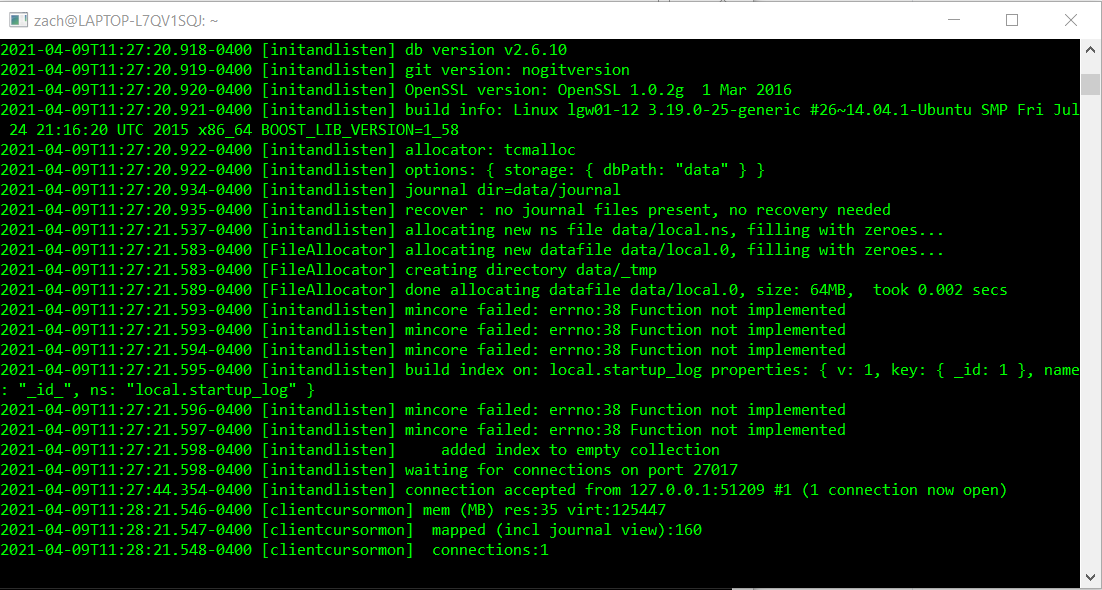 zach@LAPTOP-L7QV1SQJ: ~
2021-04-09T11:27:20.918-0400 [initandlisten] db version v2.6.10
2021-04-09T11:27:20.919-0400 [initandlisten] git version: nogitversion
2021-04-09T11:27:20.920-0400 [initandlisten] OpenSSL version: OpenSSL 1.0.2g  1 Mar 2016
2021-04-09T11:27:20.921-0400 [initandlisten] build info: Linux lgw01-12 3.19.0-25-generic #26~14.04.1-Ubuntu SMP Fri Jul
 24 21:16:20 UTC 2015 x86_64 BOOST_LIB_VERSION=1_58
2021-04-09T11:27:20.922-0400 [initandlisten] allocator: tcmalloc
2021-04-09T11:27:20.922-0400 [initandlisten] options: { storage: { dbPath: "data" } }
2021-04-09T11:27:20.934-0400 [initandlisten] journal dir=data/journal
2021-04-09T11:27:20.935-0400 [initandlisten] recover : no journal files present, no recovery needed
2021-04-09T11:27:21.537-0400 [initandlisten] allocating new ns file data/local.ns, filling with zeroes...
2021-04-09T11:27:21.583-0400 [FileAllocator] allocating new datafile data/local.0, filling with zeroes...
2021-04-09T11:27:21.583-0400 [FileAllocator] creating directory data/_tmp
2021-04-09T11:27:21.589-0400 [FileAllocator] done allocating datafile data/local.0, size: 64MB,  took 0.002 secs
2021-04-09T11:27:21.593-0400 [initandlisten] mincore failed: errno:38 Function not implemented
2021-04-09T11:27:21.593-0400 [initandlisten] mincore failed: errno:38 Function not implemented
2021-04-09T11:27:21.594-0400 [initandlisten] mincore failed: errno:38 Function not implemented
2021-04-09T11:27:21.595-0400 [initandlisten] build index on: local.startup_log properties: { v: 1, key: { _id: 1 }, name
: "_id_", ns: "local.startup_log" }
2021-04-09T11:27:21.596-0400 [initandlisten] mincore failed: errno:38 Function not implemented
2021-04-09T11:27:21.597-0400 [initandlisten] mincore failed: errno:38 Function not implemented
2021-04-09T11:27:21.598-0400 [initandlisten]     added index to empty collection
2021-04-09T11:27:21.598-0400 [initandlisten] waiting for connections on port 27017
2021-04-09T11:27:44.354-0400 [initandlisten] connection accepted from 127.0.0.1:51209 #1 (1 connection now open)
2021-04-09T11:28:21.546-0400 [clientcursormon] mem (MB) res:35 virt:125447
2021-04-09T11:28:21.547-0400 [clientcursormon]  mapped (incl journal view):160
2021-04-09T11:28:21.548-0400 [clientcursormon]  connections:1